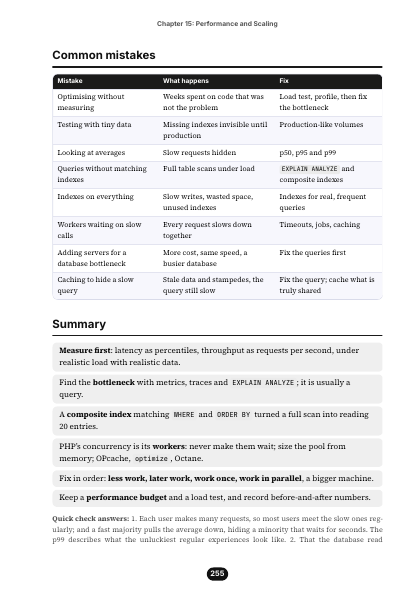 Chapter 15: Performance and Scaling
Common mistakes
Mistake What happens Fix
Optimising without Weeks spent on code that was Load test, profile, then fix
measuring not the problem the bottleneck
Testing with tiny data Missing indexes invisible until Production-like volumes
production
Looking at averages Slow requests hidden p50, p95 and p99
Queries without matching Full table scans under load EXPLAIN ANALYZE and
indexes composite indexes
Indexes on everything Slow writes, wasted space, Indexes for real, frequent
unused indexes queries
Workers waiting on slow Every request slows down Timeouts, jobs, caching
calls together
Adding servers for a More cost, same speed, a Fix the queries first
database bottleneck busier database
Caching to hide a slow Stale data and stampedes, the Fix the query; cache what is
query query still slow truly shared
Summary
Measure first: latency as percentiles, throughput as requests per second, under
realistic load with realistic data.
Find the bottleneck with metrics, traces and EXPLAIN ANALYZE; it is usually a
query.
A composite index matching WHERE and ORDER BY turned a full scan into reading
20 entries.
PHP's concurrency is its workers: never make them wait; size the pool from
memory; OPcache, optimize, Octane.
Fix in order: less work, later work, work once, work in parallel, a bigger machine.
Keep a performance budget and a load test, and record before-and-after numbers.
Quick check answers: 1. Each user makes many requests, so most users meet the slow ones reg-
ularly; and a fast majority pulls the average down, hiding a minority that waits for seconds. The
p99 describes what the unluckiest regular experiences look like. 2. That the database read
255